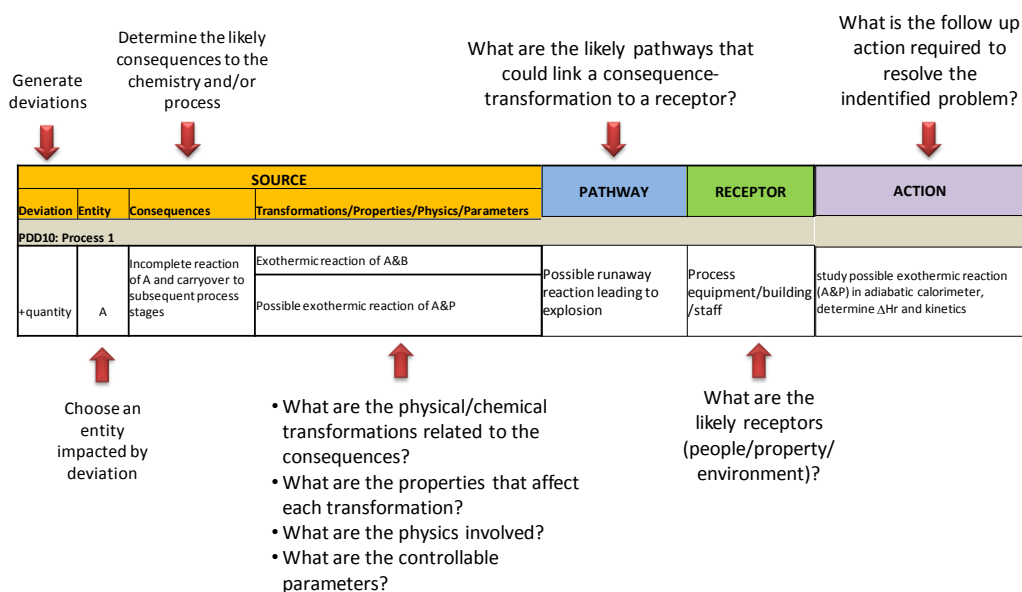 Generate
deviations
Determine the likely
consequences to the
chemistry and/or
process
What are the likely pathways that
could link a consequence-
transformation to a receptor?
What is the follow up
action required to
resolve the
indentified problem?
SOURCE
PATHWAY
RECEPTOR
ACTION
Deviation
Entity
Consequences
Transformations/Properties/Physics/Parameters
PDD10: Process 1
+quantity
A
Incomplete reaction
of A and carryover to
subsequent process
stages
Exothermic reaction of A&B
Possible exothermic reaction of A&P
Possible runaway
reaction leading to
explosion
Process
equipment/building
/staff
study possible exothermic reaction
(A&P) in adiabatic calorimeter,
determine ΔHr and kinetics
Choose an
entity
impacted by
deviation
• What are the physical/chemical
transformations related to the
consequences?
• What are the properties that affect
each transformation?
• What are the physics involved?
• What are the controllable
parameters?
What are the
likely receptors
(people/property/
environment)?